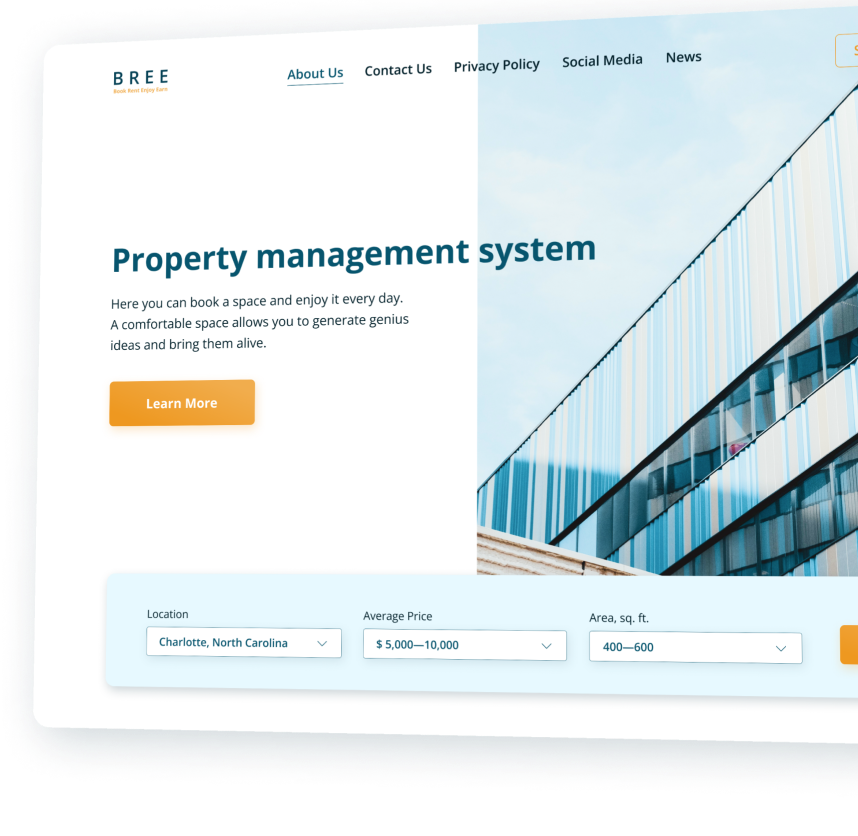 BREE
Book Rent Enjoy Earn
About Us Contact Us Privacy Policy Social Media News
Property management system
Here you can book a space and enjoy it every day.
A comfortable space allows you to generate genius
ideas and bring them alive.
Learn More
Location Average Price Area, sq. ft.
Charlotte, North Carolina $ 5,000—10,000 400—600